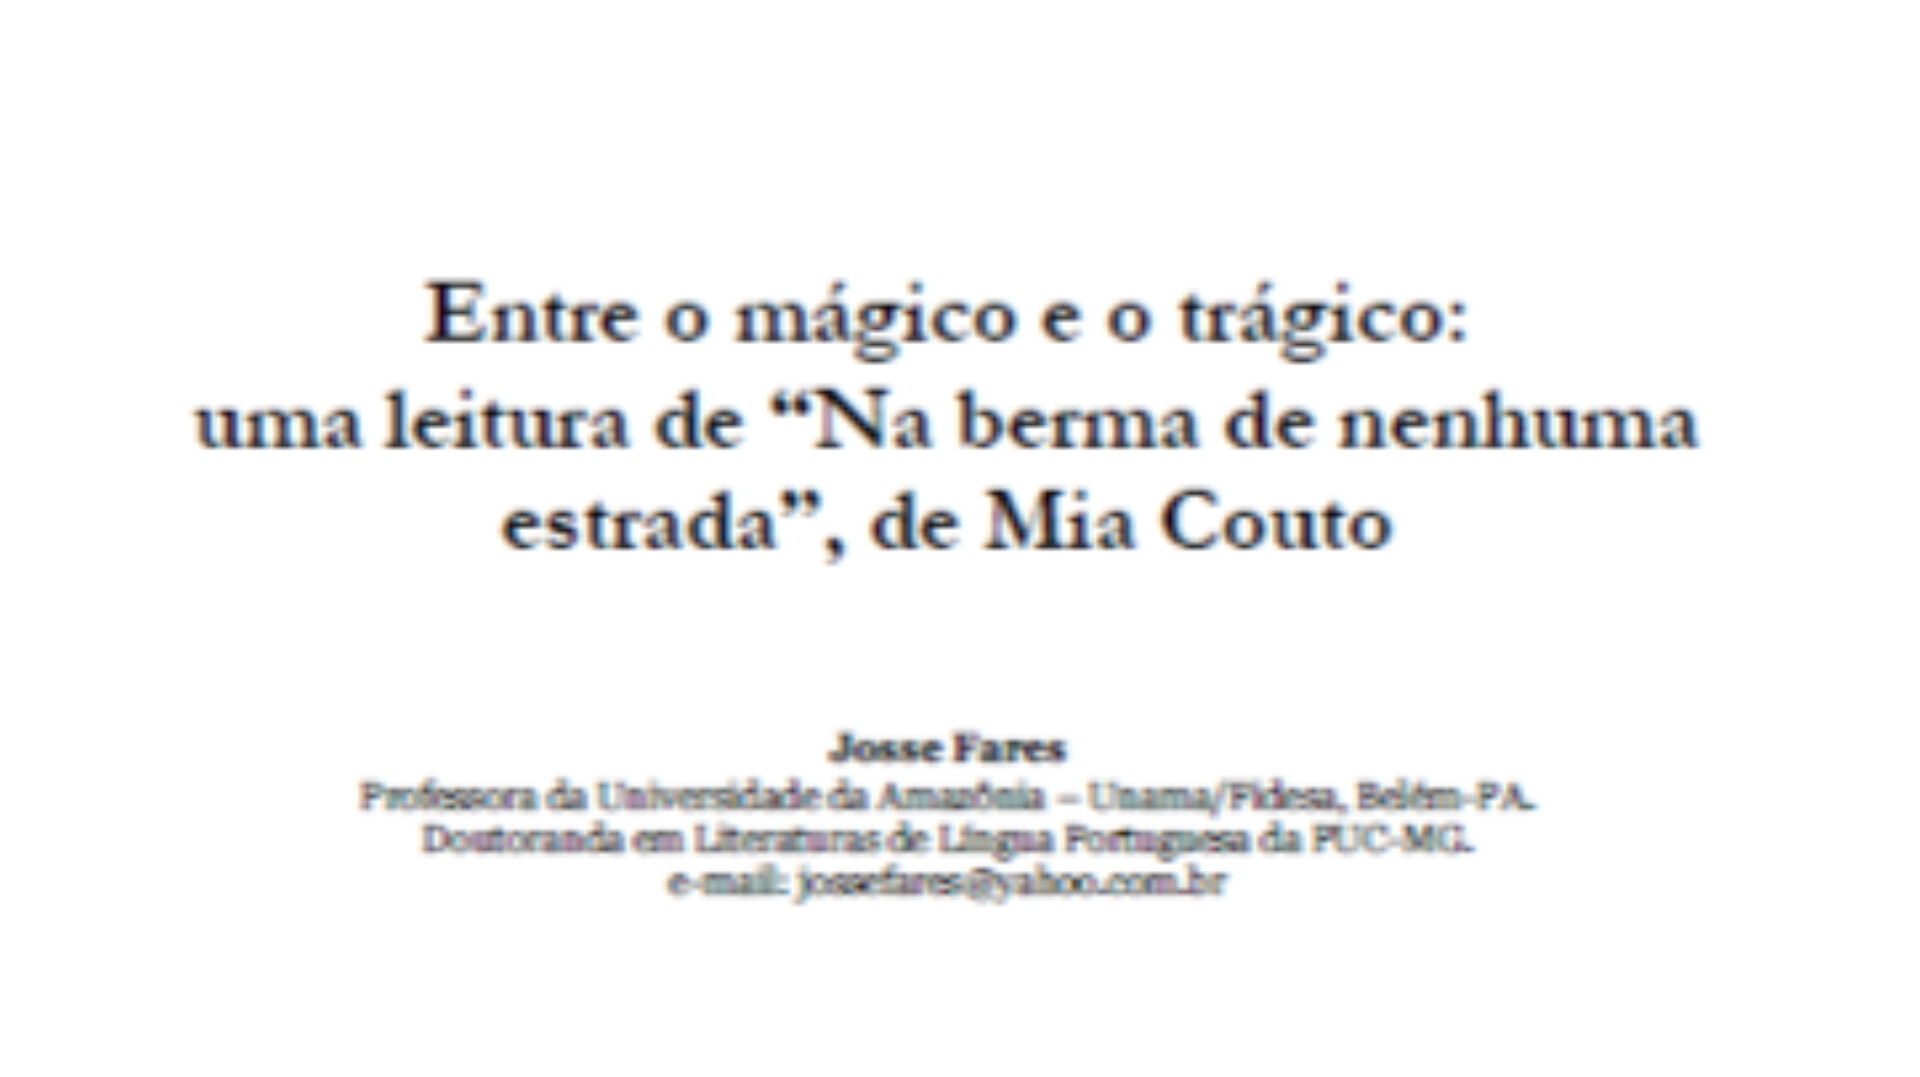 Entre o mágico e o trágico:
uma leitura de “Na berma de nenhuma
estrada”, de Mia Couto
Josse Fares
Professora da Universidade da Amazônia – Unama/Fidesa, Belém-PA.
Doutoranda em Literaturas de Língua Portuguesa da PUC-MG.
e-mail: jossefares@yahoo.com.br